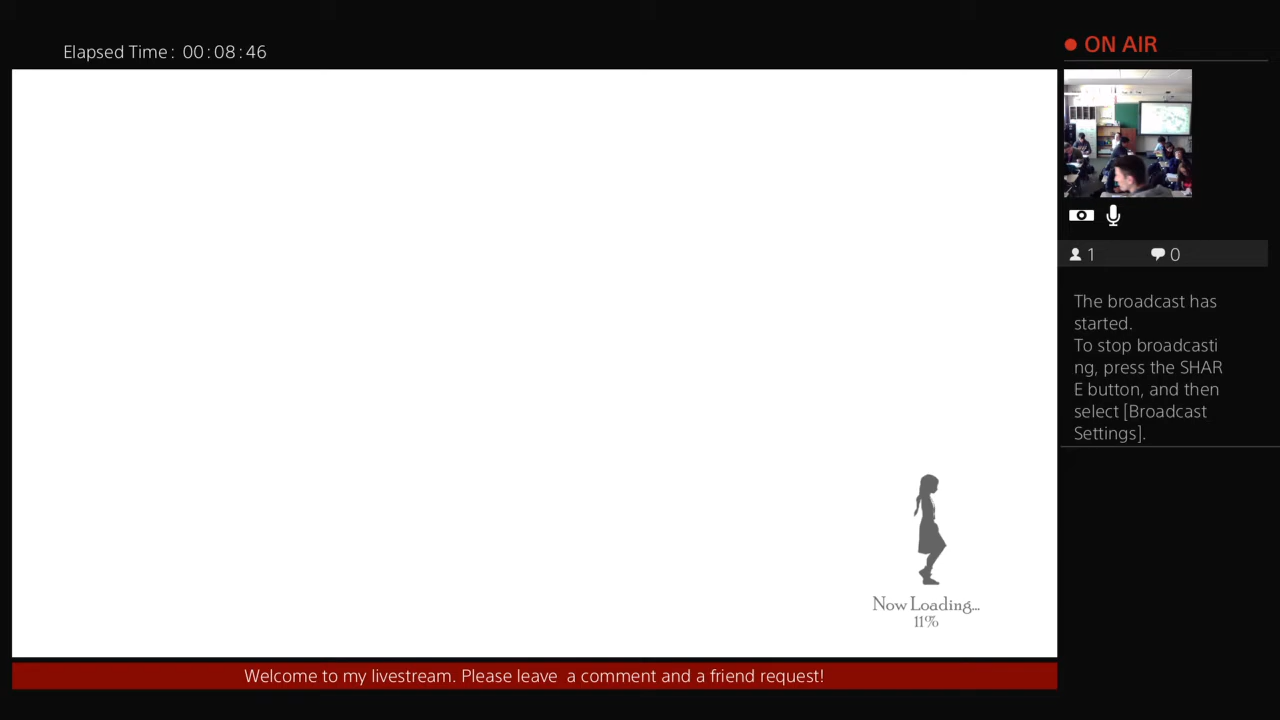 Elapsed Time: 00:08:46
ON AIR
1
0
The broadcast has
started.
To stop broadcasti
ng, press the SHAR
E button, and then
select [Broadcast
Settings].
Now Loading...
11%
Welcome to my livestream. Please leave  a comment and a friend request!